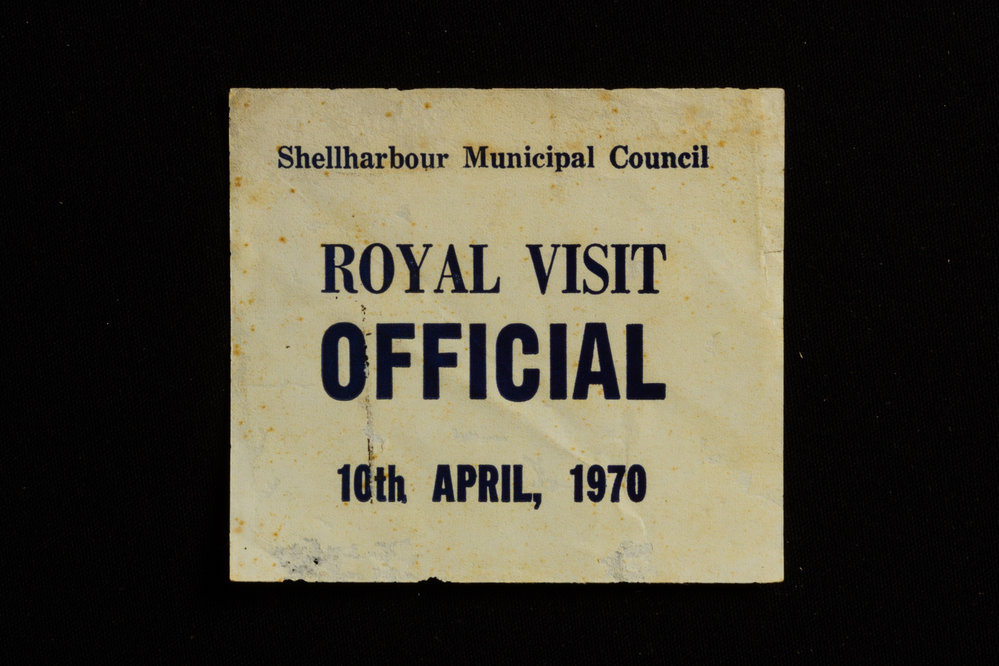 Shellharbour Municipal Council
ROYAL VISIT
OFFICIAL
10th APRIL, 1970